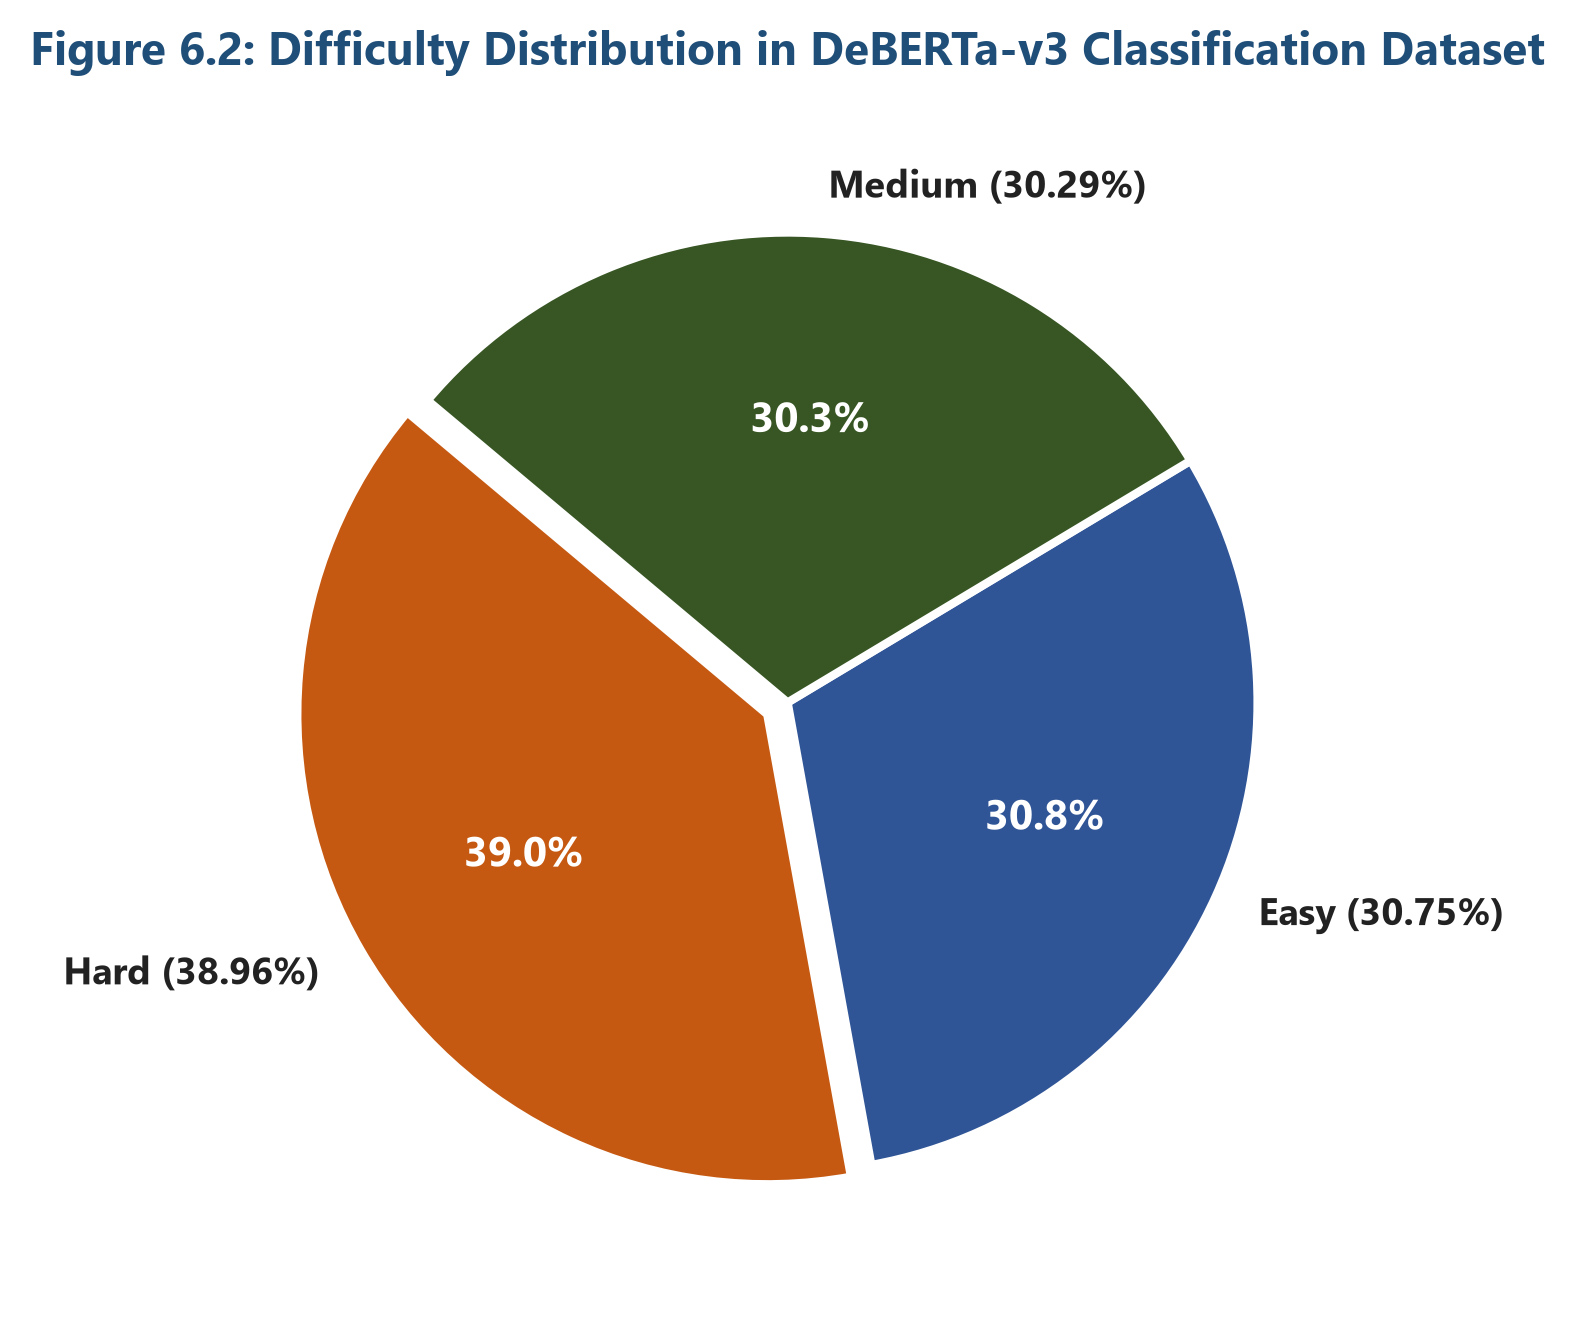 Figure 6.2: Difficulty Distribution in DeBERTa-v3 Classification Dataset
Medium (30.29%)
30.3%
30.8%
39.0%
Easy (30.75%)
Hard (38.96%)